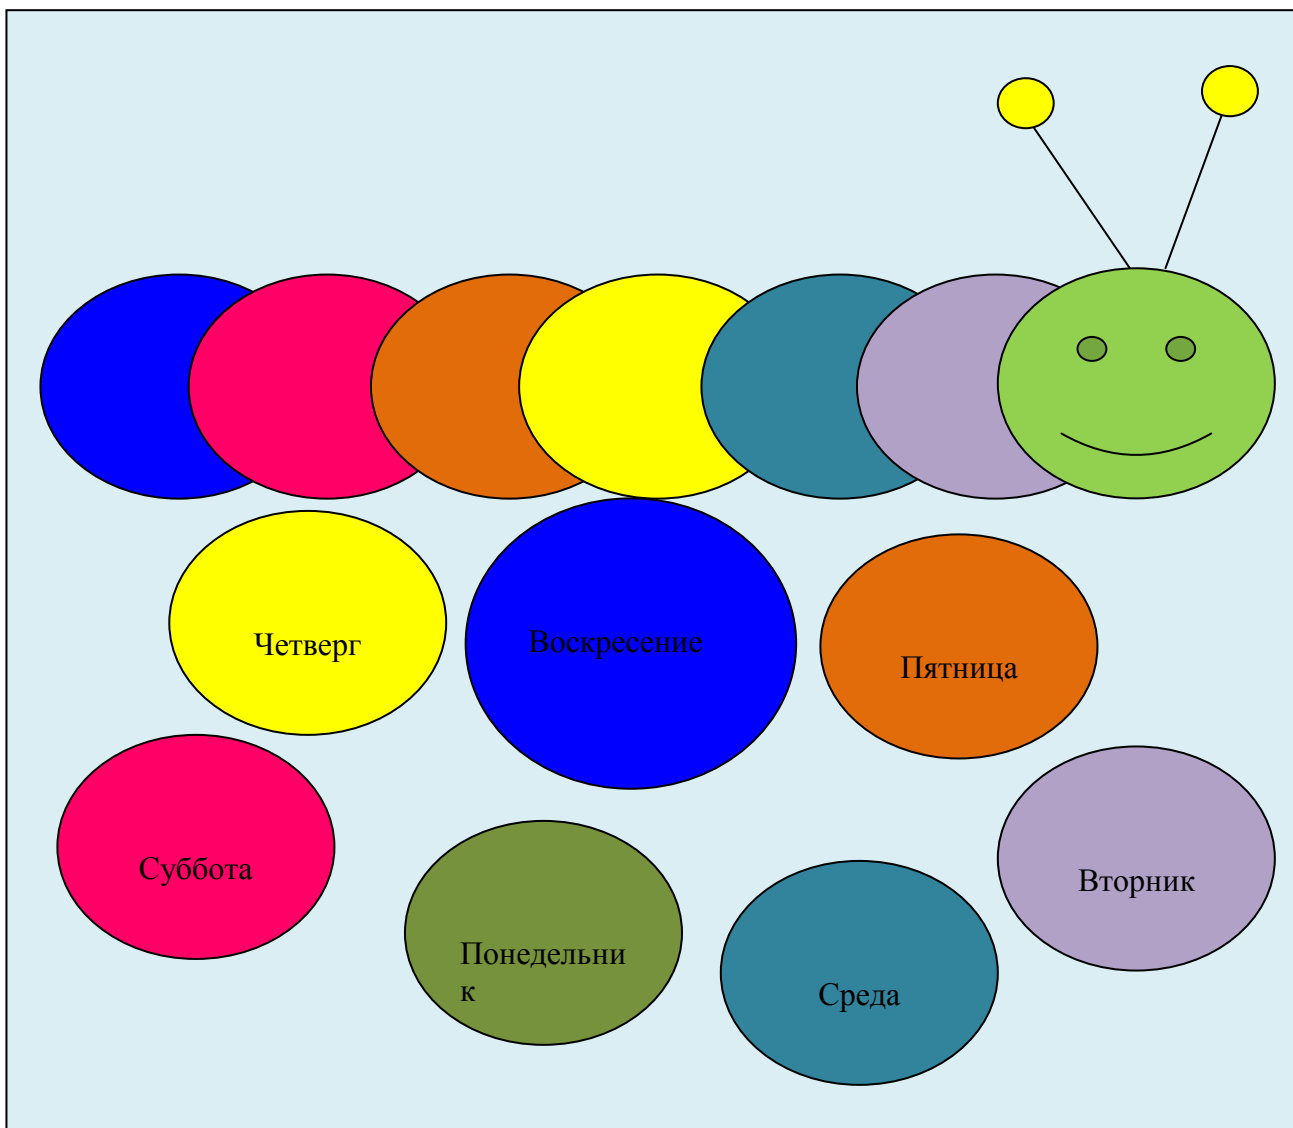 Четверг
Воскресение
Пятница
Суббота
Вторник
Понедельни
к
Среда